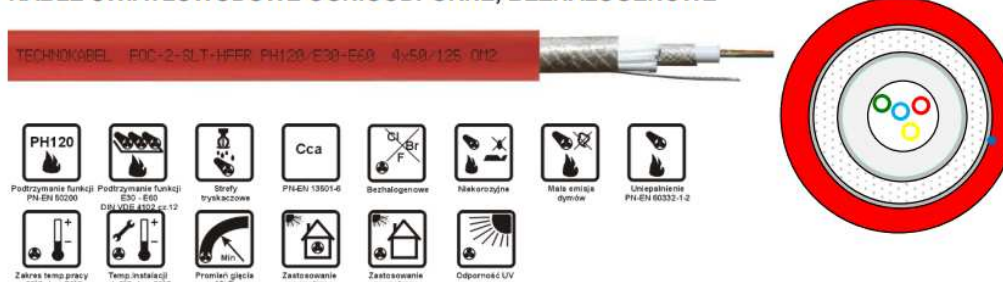 TECHNOKABEL FOC-2-SLT-HFFR PH120/E30-E60 4x50/125 OM2
PH120
Cca
Cl
Br
F
Podtrzymanie funkcji
PN-EN 50200
Podtrzymanie funkcji
E30 - E60
DIN VDE 4102 cz.12
Strefy
tryskaczowe
PN-EN 13501-6
Bezhalogenowe
Niekorozyjne
Mała emisja
dymów
Uniepalnienie
PN-EN 60332-1-2
+
-
+
-
Min
Zakres temp.pracy
Temp.instalacji
Promień gięcia
Zastosowanie
Zastosowanie
Odporność UV